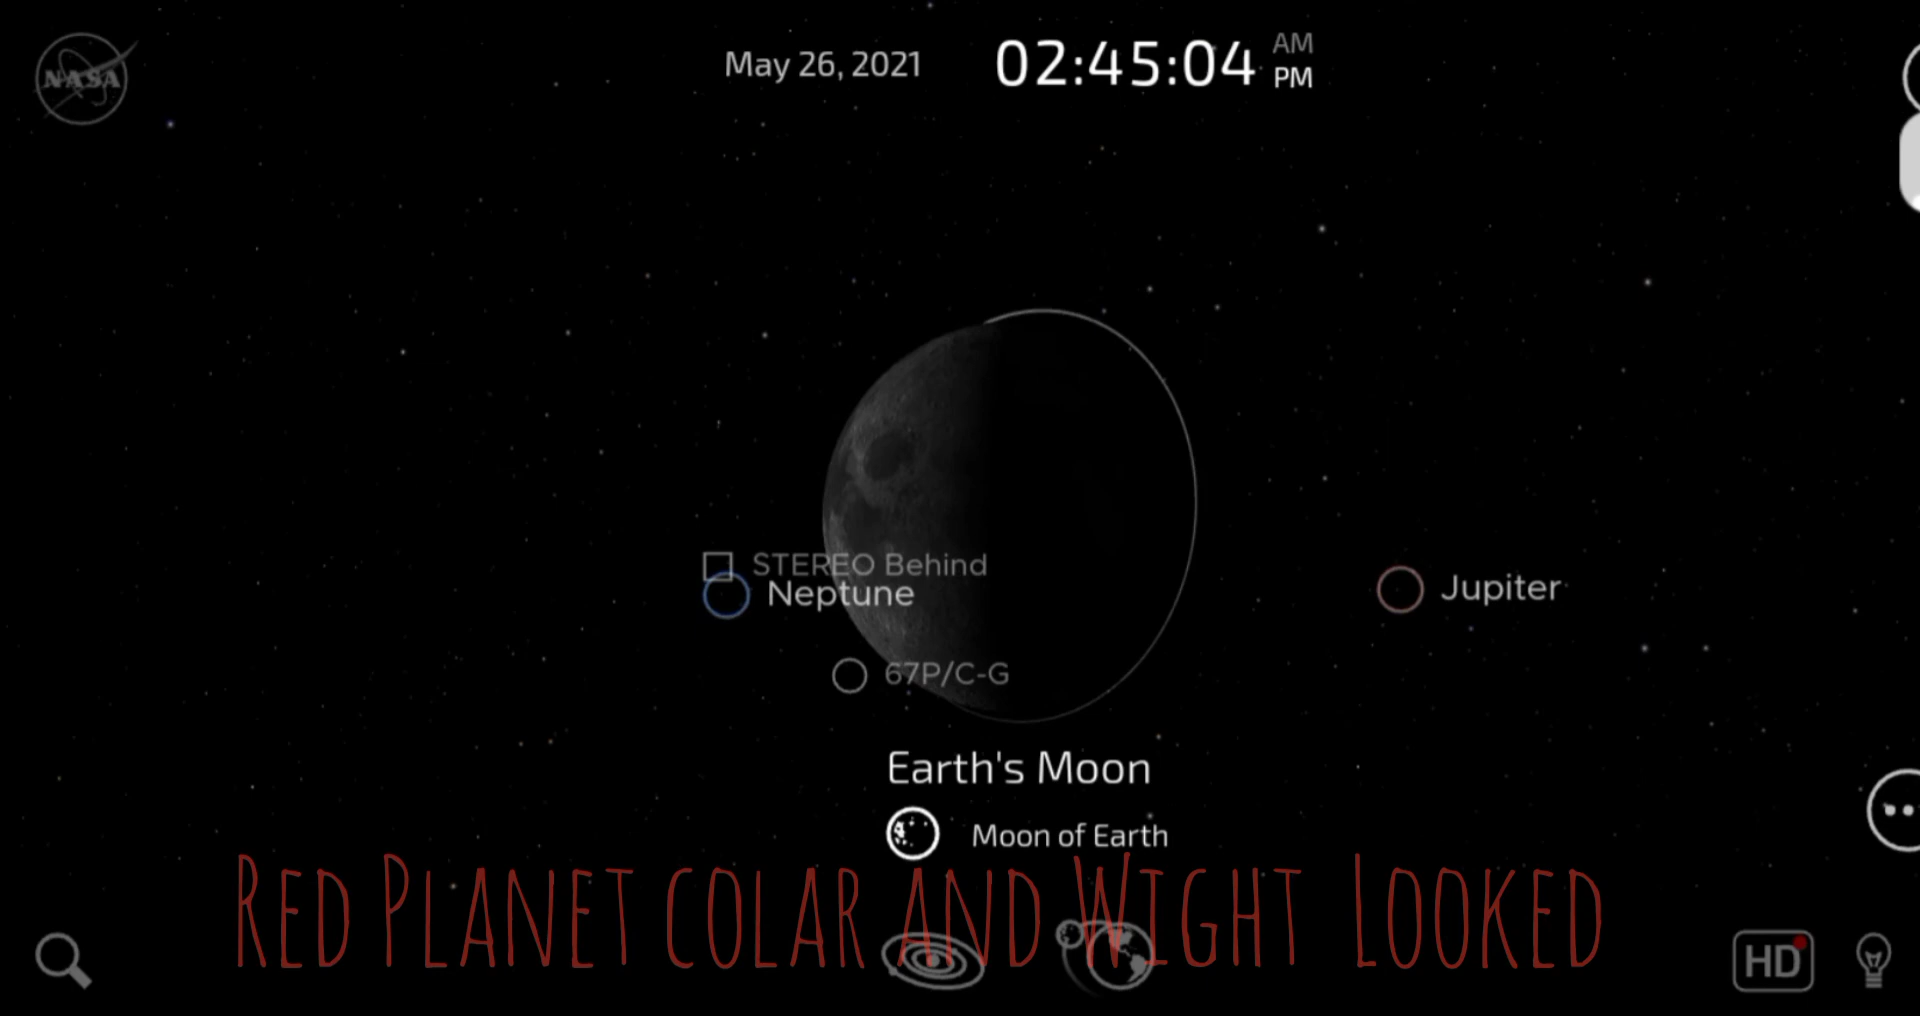 NASA
May 26, 2021
02:45:04 AM
PM
STEREO Behind
Neptune
Jupiter
67P/C-G
Earth's Moon
Moon of Earth
RED PLANET COLAR AND WIGHT LOOKED
HD